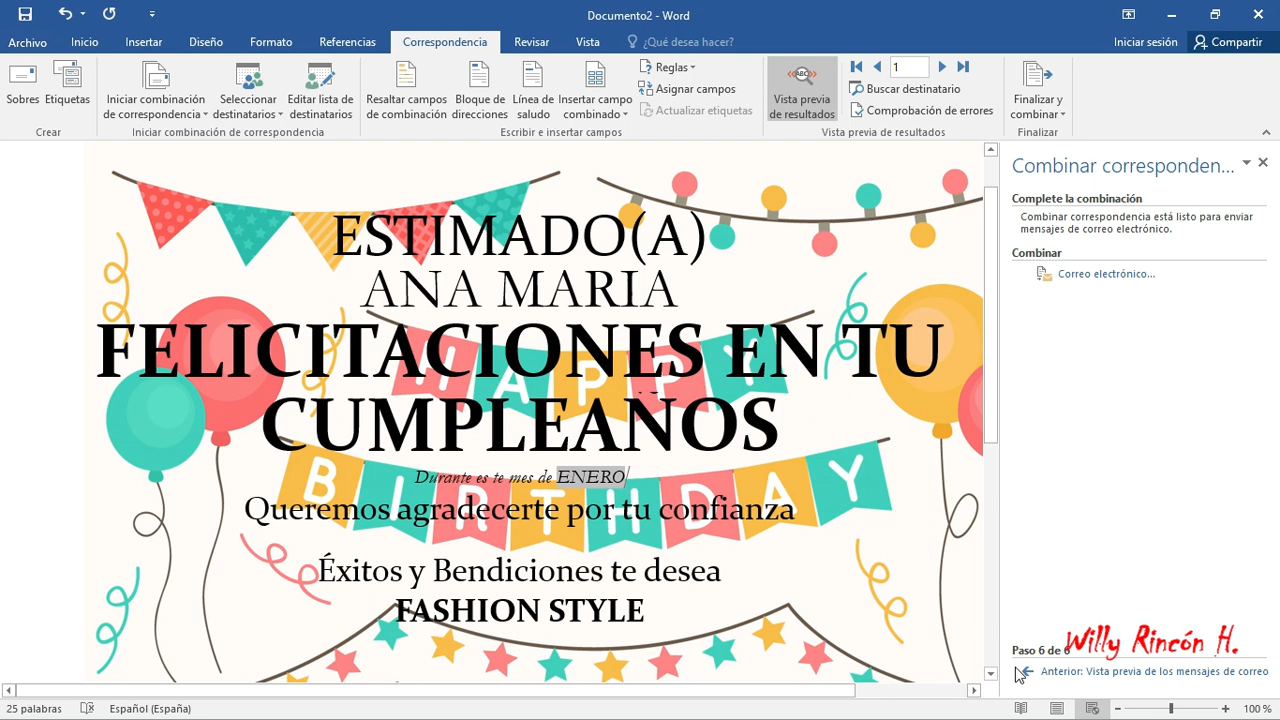 Documento2 - Word
Archivo Inicio Insertar Diseño Formato Referencias Correspondencia Revisar Vista ¿Qué desea hacer? Iniciar sesión Compartir
Sobres Etiquetas
Crear
Iniciar combinación de correspondencia
Seleccionar destinatarios
Editar lista de destinatarios
Iniciar combinación de correspondencia
Resaltar campos de combinación
Bloque de direcciones
Línea de saludo
Insertar campo combinado
Reglas
Asignar campos
Actualizar etiquetas
Escribir e insertar campos
ABC
Vista previa de resultados
1
Buscar destinatario
Comprobación de errores
Vista previa de resultados
Finalizar y combinar
Finalizar
ESTIMADO(A)
ANA MARIA
FELICITACIONES EN TU
CUMPLEAÑOS
Durante es te mes de ENERO
Queremos agradecerte por tu confianza
Éxitos y Bendiciones te desea
FASHION STYLE
HAPPY
BIRTHDAY
Combinar corresponden...
Complete la combinación
Combinar correspondencia está listo para enviar
mensajes de correo electrónico.
Combinar
Correo electrónico...
Willy Rincón H.
Paso 6 de 6
Anterior: Vista previa de los mensajes de correo
25 palabras Español (España) 100 %